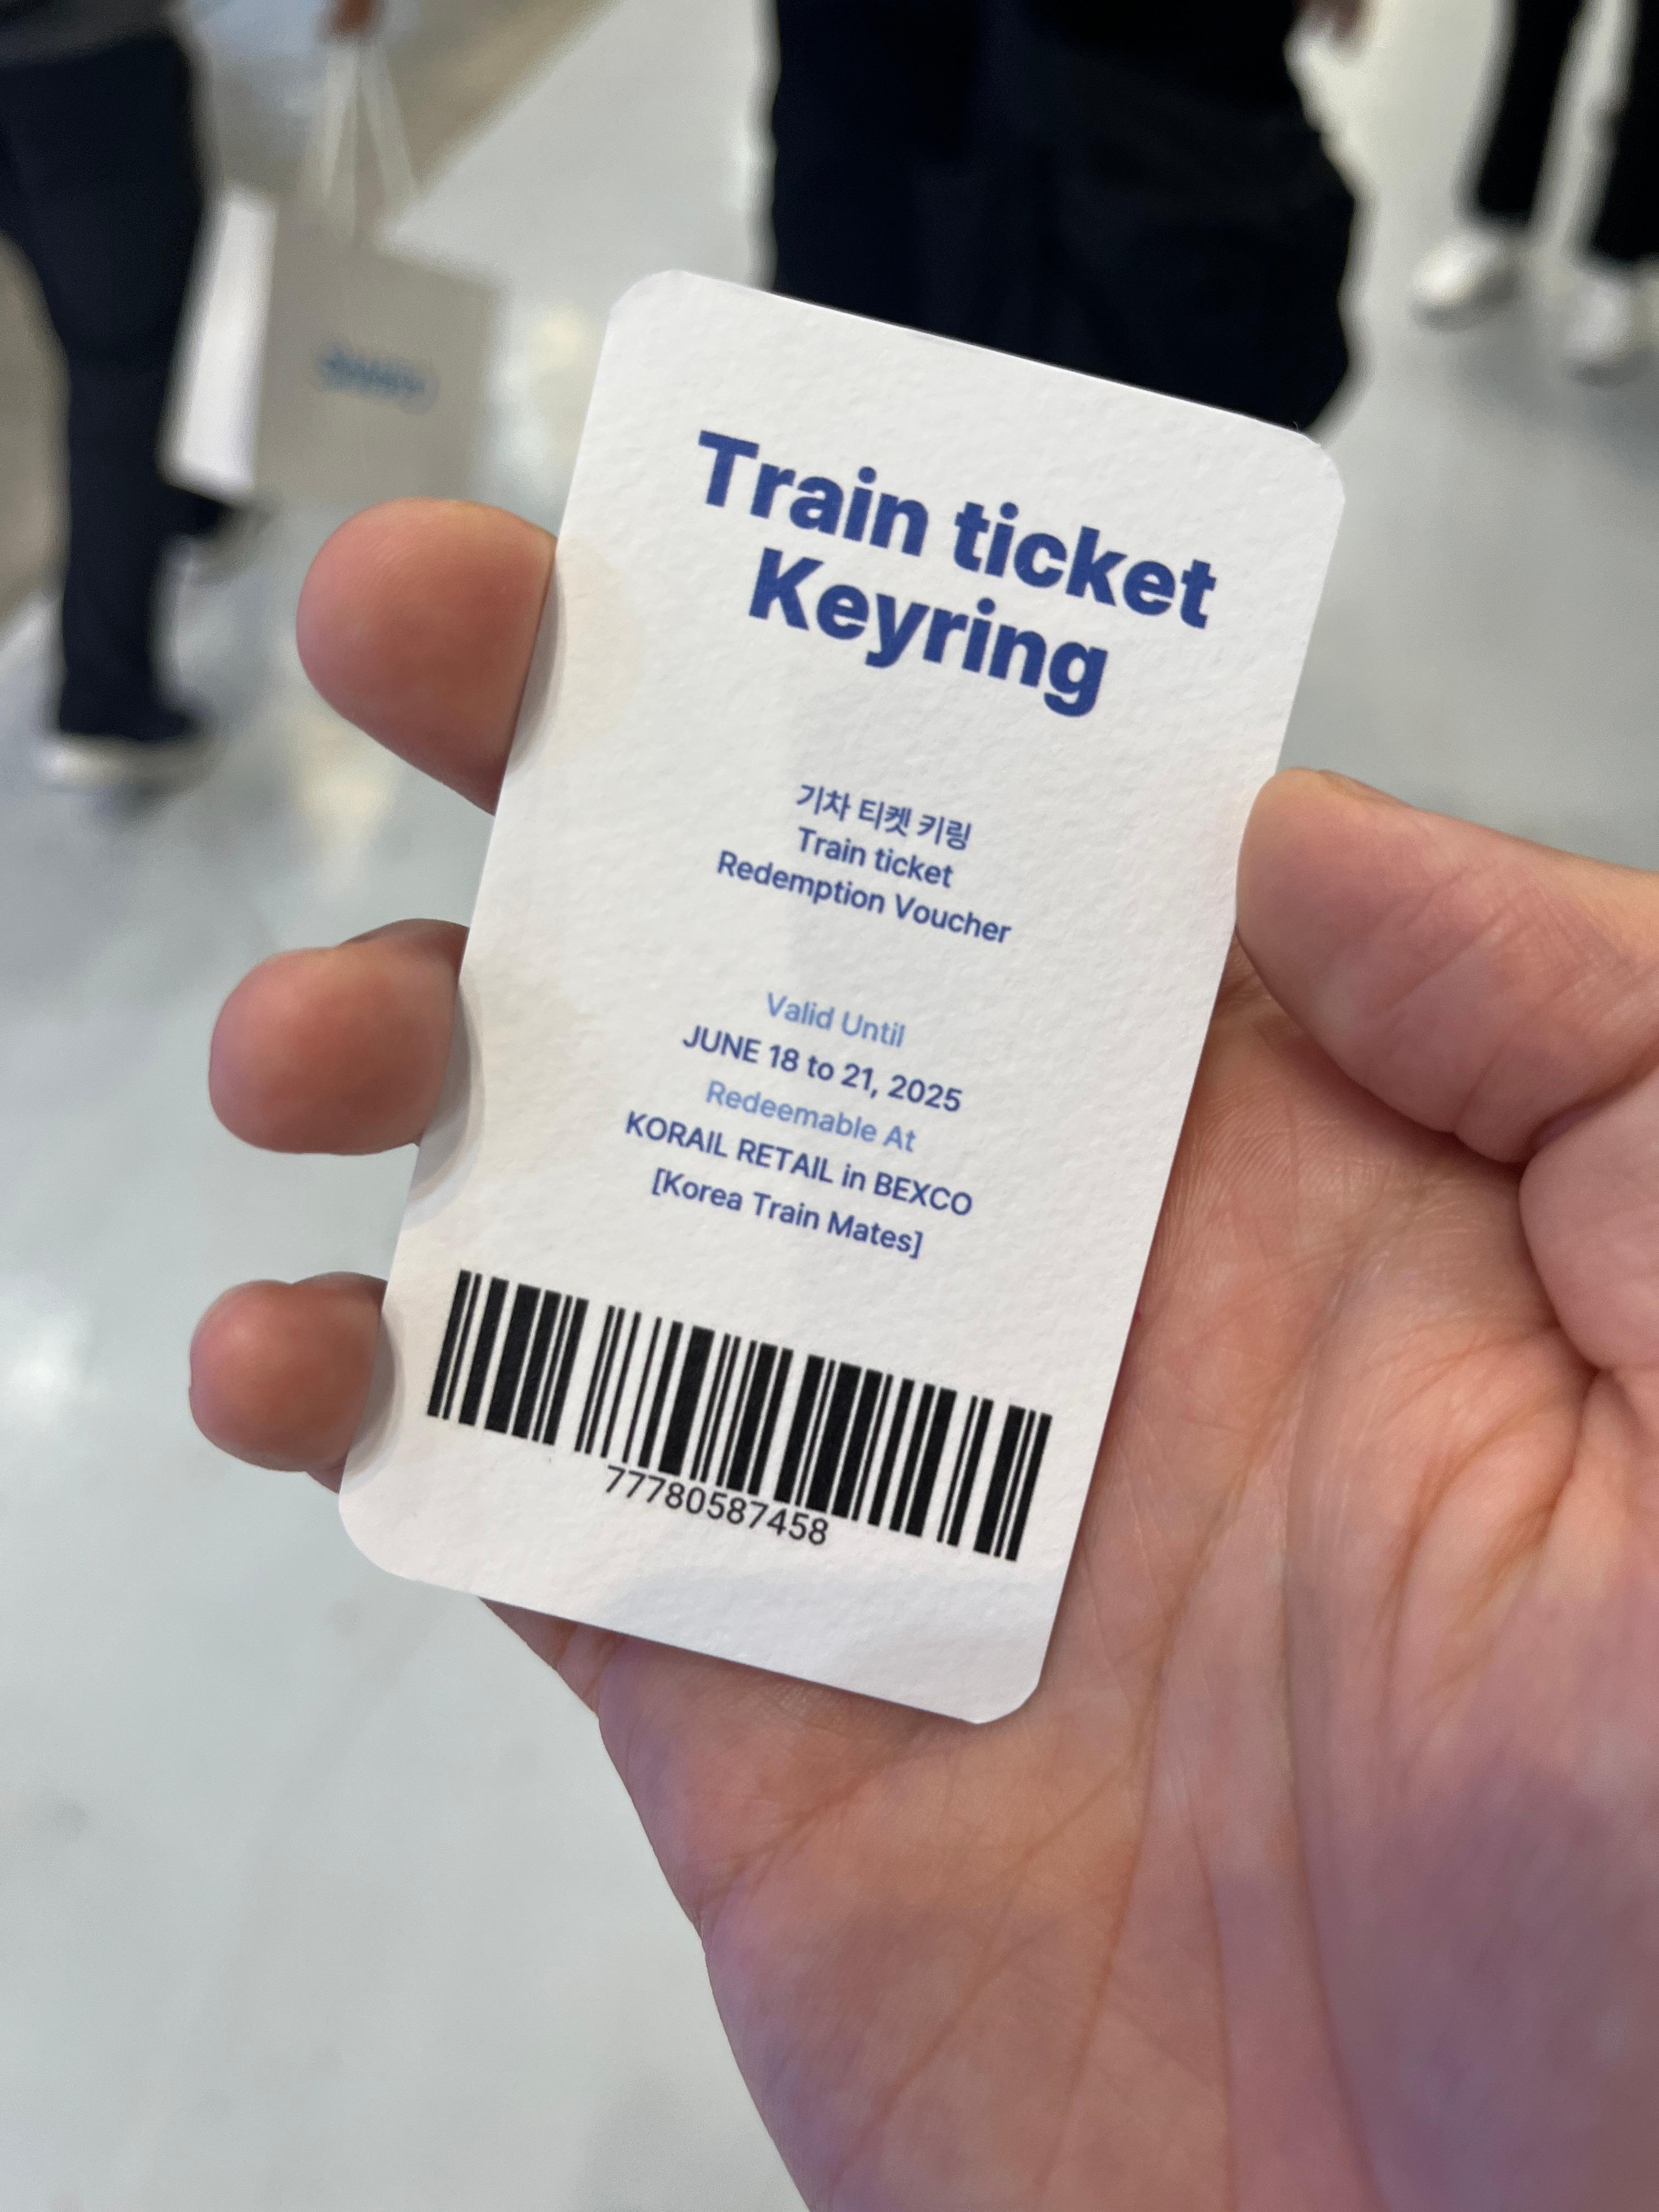 Train ticket
Keyring
기차 티켓 키링
Train ticket
Redemption Voucher
Valid Until
JUNE 18 to 21, 2025
Redeemable At
KORAIL RETAIL in BEXCO
[Korea Train Mates]
77780587458